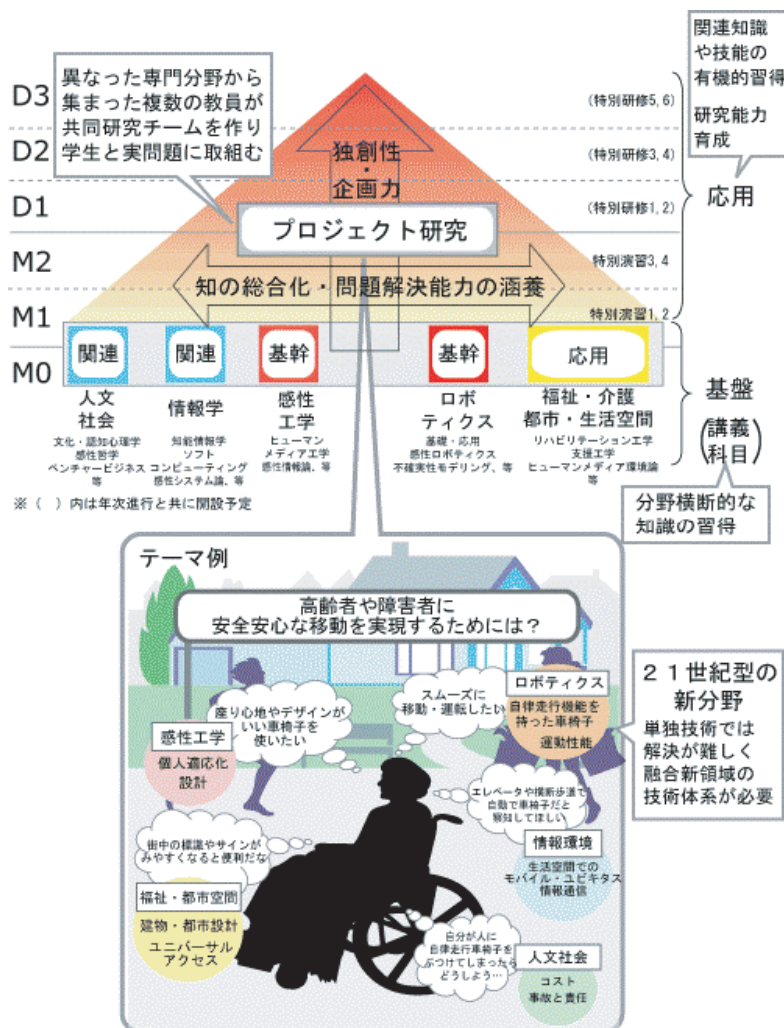 異なった専門分野から
集まった複数の教員が
共同研究チームを作り
学生と実問題に取組む
関連知識
や技能の
有機的習得
研究能力
育成
D3
(特別研修5, 6)
D2
独創性
・
企画力
(特別研修3, 4)
D1
(特別研修1, 2)
応用
プロジェクト研究
M2
知の総合化・問題解決能力の涵養
特別演習3, 4
M1
特別演習1, 2
M0
関連
関連
基幹
基幹
応用
人文
社会
文化・認知心理学
感性哲学
ベンチャービジネス
等
情報学
知能情報学
ソフト
コンピューティング
感性システム論、等
感性
工学
ヒューマン
メディア工学
感性情報論、等
ロボ
ティクス
基礎・応用
感性ロボティクス
不確実性モデリング、等
福祉・介護
都市・生活空間
リハビリテーション工学
支援工学
ヒューマンメディア環境論
等
基盤
(講義
科目)
分野横断的な
知識の習得
※（　）内は年次進行と共に開設予定
テーマ例
高齢者や障害者に
安全安心な移動を実現するためには？
座り心地やデザインが
いい車椅子を
使いたい
スムーズに
移動・運転したい
ロボティクス
自律走行機能を
持った車椅子
運動性能
感性工学
個人適応化
設計
エレベータや横断歩道で
自動で車椅子だと
察知してほしい
街中の標識やサインが
みやすくなると便利だな
情報環境
生活空間での
モバイル・ユビキタス
情報通信
福祉・都市空間
建物・都市設計
ユニバーサル
アクセス
自分が人に
自律走行車椅子を
ぶつけてしまったら
どうしよう…
人文社会
コスト
事故と責任
２１世紀型の
新分野
単独技術では
解決が難しく
融合新領域の
技術体系が必要